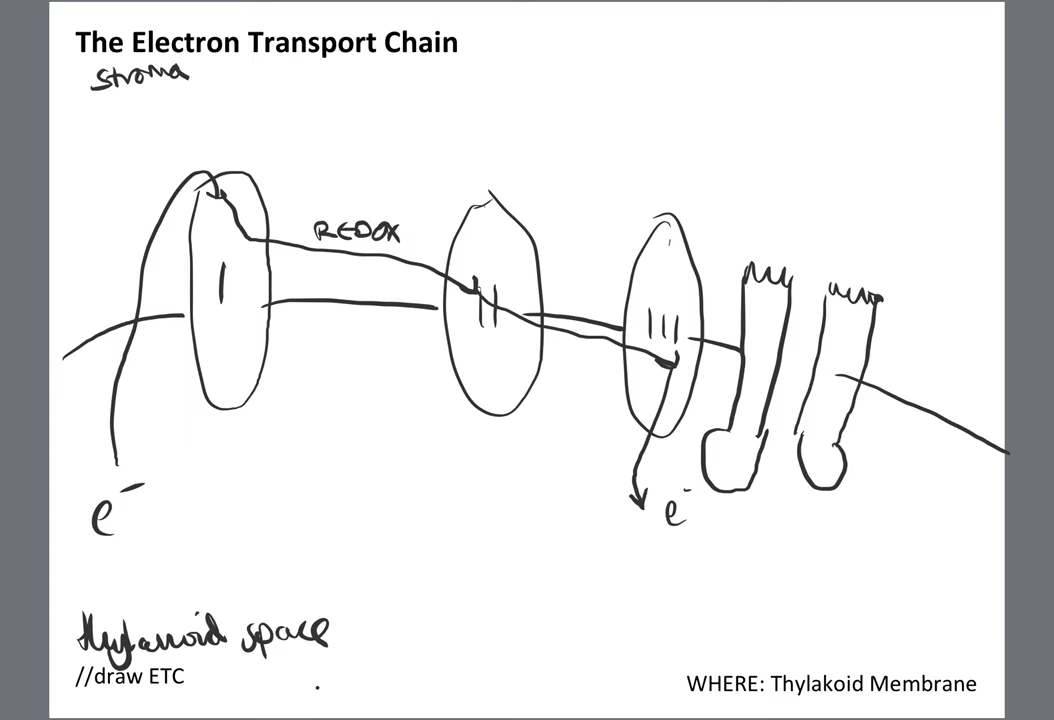 The Electron Transport Chain
stroma
REDOX
I
II
III
e⁻
e⁻
thylakoid space
//draw ETC
WHERE: Thylakoid Membrane